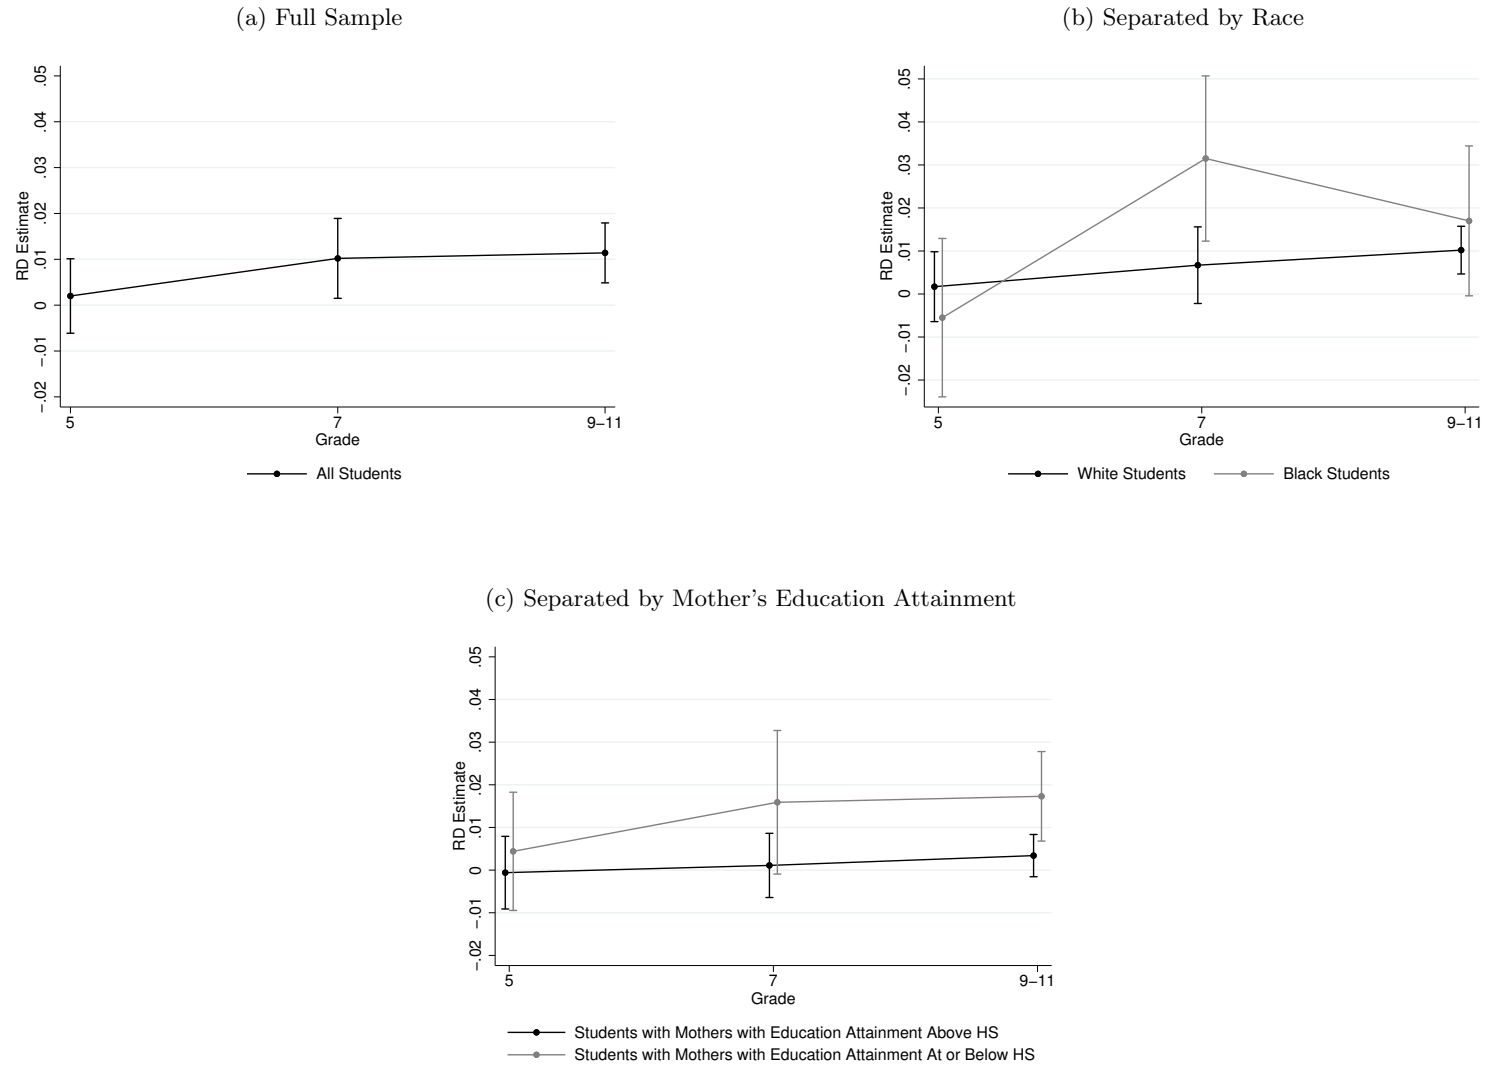 (a) Full Sample
.05
.04
.03
.02
.01
0
−.01
−.02
RD Estimate
5
7
9−11
Grade
All Students
(b) Separated by Race
.05
.04
.03
.02
.01
0
−.01
−.02
RD Estimate
5
7
9−11
Grade
White Students
Black Students
(c) Separated by Mother's Education Attainment
.05
.04
.03
.02
.01
0
−.01
−.02
RD Estimate
5
7
9−11
Grade
Students with Mothers with Education Attainment Above HS
Students with Mothers with Education Attainment At or Below HS